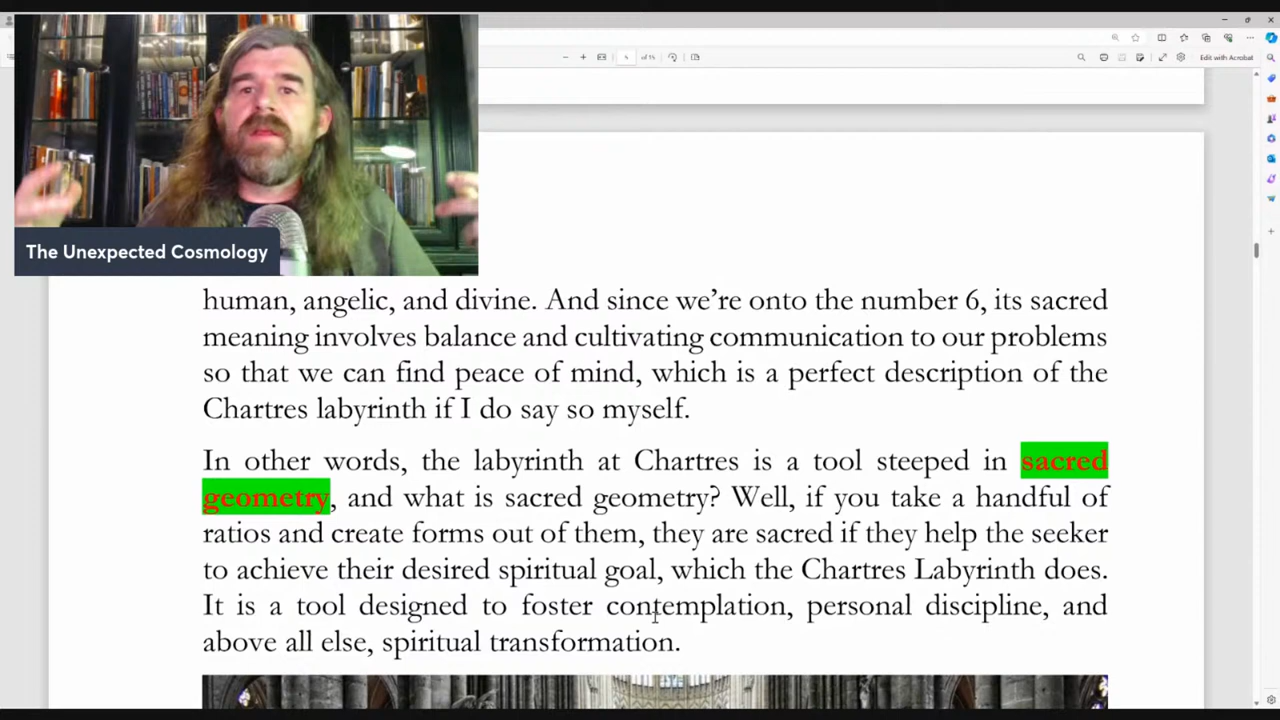 of 15
Edit with Acrobat
The Unexpected Cosmology
human, angelic, and divine. And since we’re onto the number 6, its sacred
meaning involves balance and cultivating communication to our problems
so that we can find peace of mind, which is a perfect description of the
Chartres labyrinth if I do say so myself.
In other words, the labyrinth at Chartres is a tool steeped in sacred
geometry, and what is sacred geometry? Well, if you take a handful of
ratios and create forms out of them, they are sacred if they help the seeker
to achieve their desired spiritual goal, which the Chartres Labyrinth does.
It is a tool designed to foster contemplation, personal discipline, and
above all else, spiritual transformation.